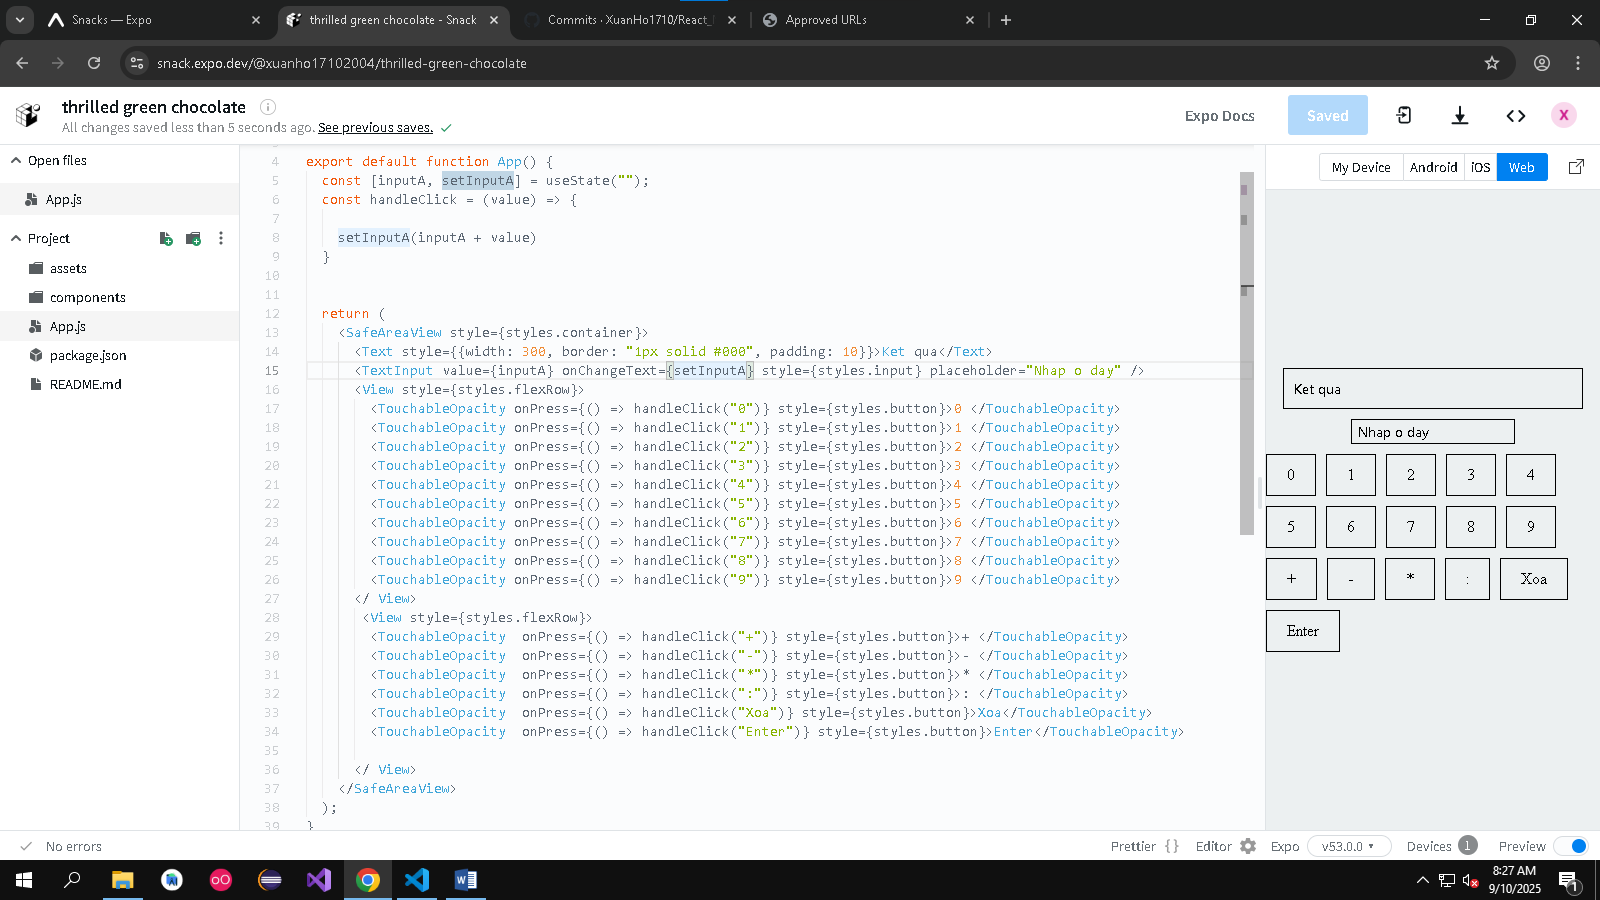 Snacks — Expo
thrilled green chocolate - Snack
Commits · XuanHo1710/React_
Approved URLs
snack.expo.dev/@xuanho17102004/thrilled-green-chocolate
thrilled green chocolate
All changes saved less than 5 seconds ago. See previous saves.
Expo Docs
Saved
X
Open files
App.js
Project
assets
components
App.js
package.json
README.md
4 export default function App() {
5 const [inputA, setInputA] = useState("");
6 const handleClick = (value) => {
7
8 setInputA(inputA + value)
9 }
10
11
12 return (
13 <SafeAreaView style={styles.container}>
14 <Text style={{width: 300, border: "1px solid #000", padding: 10}}>Ket qua</Text>
15 <TextInput value={inputA} onChangeText={setInputA} style={styles.input} placeholder="Nhap o day" />
16 <View style={styles.flexRow}>
17 <TouchableOpacity onPress={() => handleClick("0")} style={styles.button}>0 </TouchableOpacity>
18 <TouchableOpacity onPress={() => handleClick("1")} style={styles.button}>1 </TouchableOpacity>
19 <TouchableOpacity onPress={() => handleClick("2")} style={styles.button}>2 </TouchableOpacity>
20 <TouchableOpacity onPress={() => handleClick("3")} style={styles.button}>3 </TouchableOpacity>
21 <TouchableOpacity onPress={() => handleClick("4")} style={styles.button}>4 </TouchableOpacity>
22 <TouchableOpacity onPress={() => handleClick("5")} style={styles.button}>5 </TouchableOpacity>
23 <TouchableOpacity onPress={() => handleClick("6")} style={styles.button}>6 </TouchableOpacity>
24 <TouchableOpacity onPress={() => handleClick("7")} style={styles.button}>7 </TouchableOpacity>
25 <TouchableOpacity onPress={() => handleClick("8")} style={styles.button}>8 </TouchableOpacity>
26 <TouchableOpacity onPress={() => handleClick("9")} style={styles.button}>9 </TouchableOpacity>
27 </ View>
28 <View style={styles.flexRow}>
29 <TouchableOpacity  onPress={() => handleClick("+")} style={styles.button}>+ </TouchableOpacity>
30 <TouchableOpacity  onPress={() => handleClick("-")} style={styles.button}>- </TouchableOpacity>
31 <TouchableOpacity  onPress={() => handleClick("*")} style={styles.button}>* </TouchableOpacity>
32 <TouchableOpacity  onPress={() => handleClick(":")} style={styles.button}>: </TouchableOpacity>
33 <TouchableOpacity  onPress={() => handleClick("Xoa")} style={styles.button}>Xoa</TouchableOpacity>
34 <TouchableOpacity  onPress={() => handleClick("Enter")} style={styles.button}>Enter</TouchableOpacity>
35
36 </ View>
37 </SafeAreaView>
38 );
39 }
My Device Android iOS Web
Ket qua
Nhap o day
0 1 2 3 4
5 6 7 8 9
+ - * : Xoa
Enter
No errors
Prettier {} Editor Expo v53.0.0 Devices 1 Preview
8:27 AM
9/10/2025
1